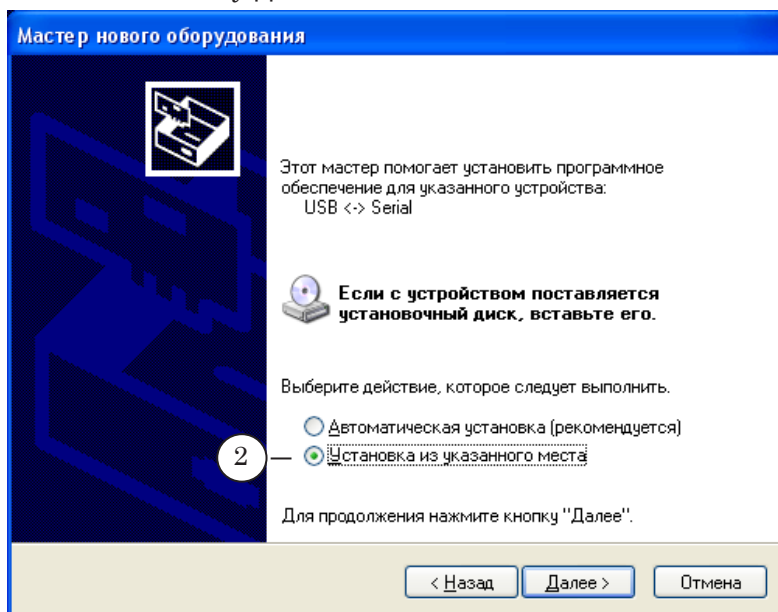 Мастер нового оборудования
Этот мастер помогает установить программное
обеспечение для указанного устройства:
USB <-> Serial
Если с устройством поставляется
установочный диск, вставьте его.
Выберите действие, которое следует выполнить.
Автоматическая установка (рекомендуется)
2
Установка из указанного места
Для продолжения нажмите кнопку "Далее".
< Назад Далее > Отмена